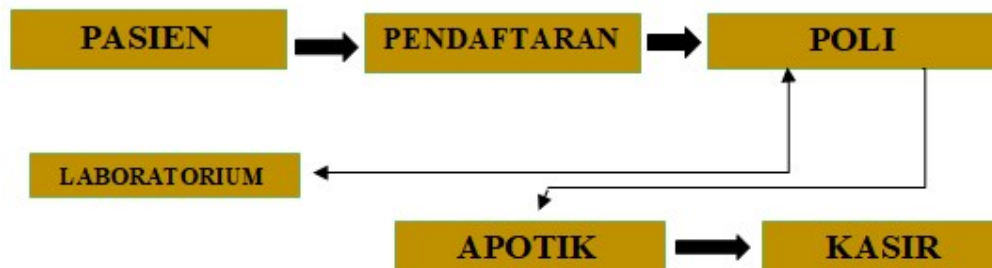 PASIEN
PENDAFTARAN
POLI
LABORATORIUM
APOTIK
KASIR